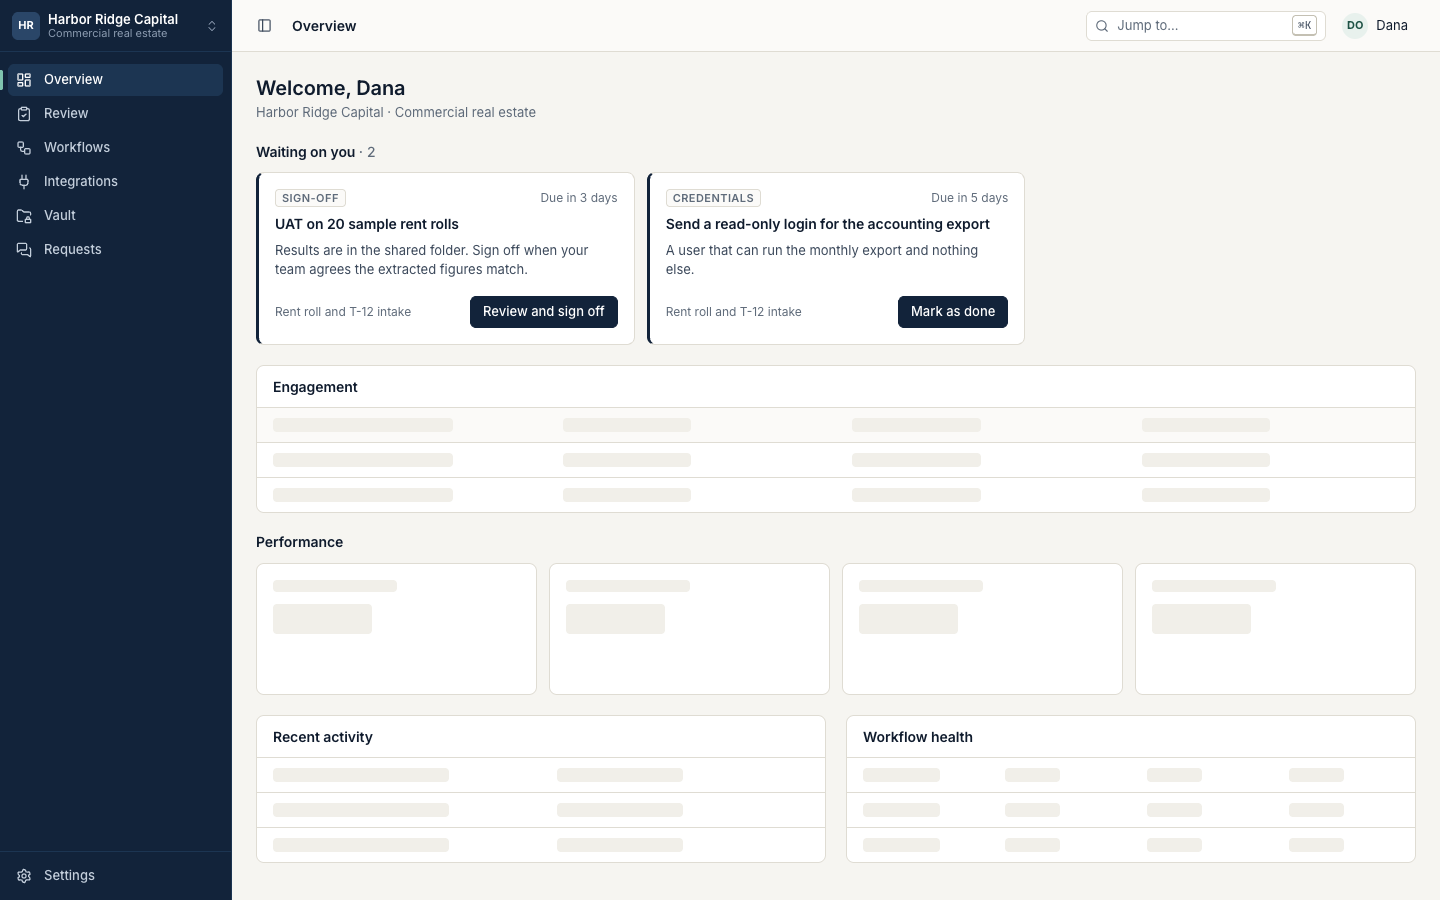 HR
Harbor Ridge Capital
Commercial real estate
Overview
Review
Workflows
Integrations
Vault
Requests
Settings
Overview
Jump to...
⌘K
DO
Dana
Welcome, Dana
Harbor Ridge Capital · Commercial real estate
Waiting on you · 2
SIGN-OFF
Due in 3 days
UAT on 20 sample rent rolls
Results are in the shared folder. Sign off when your
team agrees the extracted figures match.
Rent roll and T-12 intake
Review and sign off
CREDENTIALS
Due in 5 days
Send a read-only login for the accounting export
A user that can run the monthly export and nothing
else.
Rent roll and T-12 intake
Mark as done
Engagement
Performance
Recent activity
Workflow health